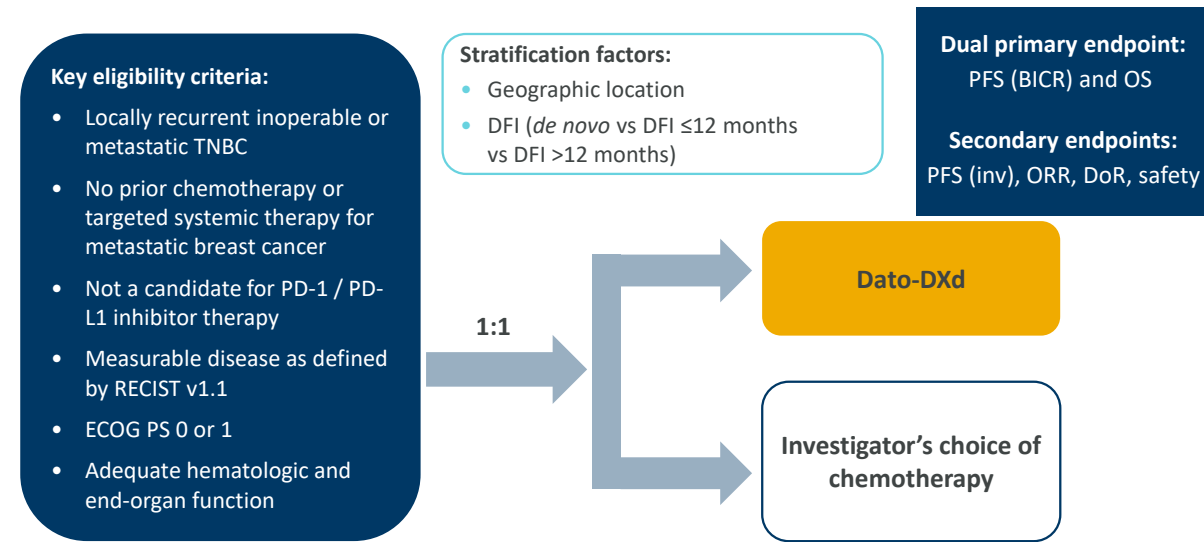 Key eligibility criteria:
• Locally recurrent inoperable or
metastatic TNBC
• No prior chemotherapy or
targeted systemic therapy for
metastatic breast cancer
• Not a candidate for PD-1 / PD-
L1 inhibitor therapy
• Measurable disease as defined
by RECIST v1.1
• ECOG PS 0 or 1
• Adequate hematologic and
end-organ function
Stratification factors:
• Geographic location
• DFI (de novo vs DFI ≤12 months
vs DFI >12 months)
Dual primary endpoint:
PFS (BICR) and OS
Secondary endpoints:
PFS (inv), ORR, DoR, safety
1:1
Dato-DXd
Investigator’s choice of
chemotherapy